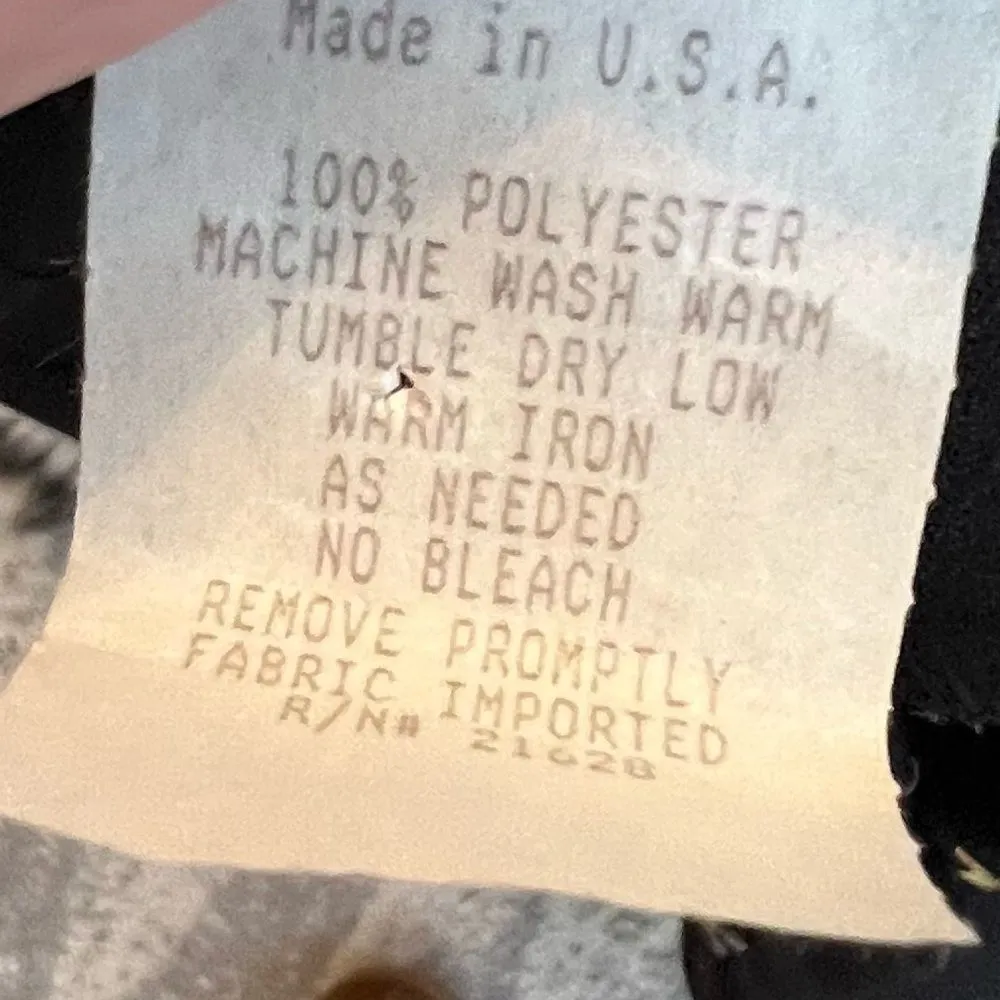 Made in U.S.A.
100% POLYESTER
MACHINE WASH WARM
TUMBLE DRY LOW
WARM IRON
AS NEEDED
NO BLEACH
REMOVE PROMPTLY
FABRIC IMPORTED
R/N# 21628